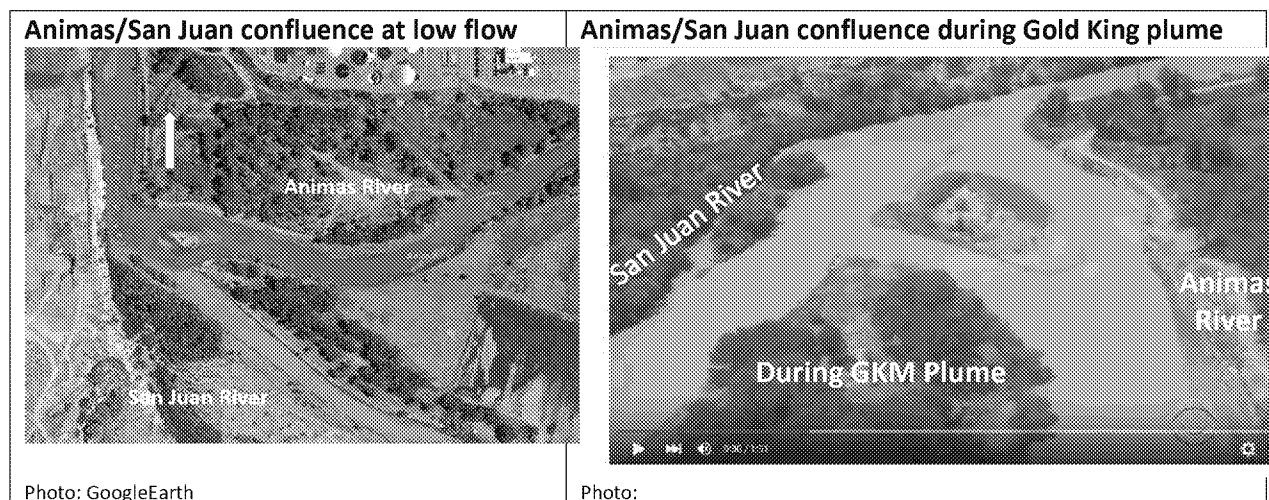 Animas/San Juan confluence at low flow
Animas River
San Juan River
Photo: GoogleEarth
Animas/San Juan confluence during Gold King plume
San Juan River
Animas
River
During GKM Plume
Photo: